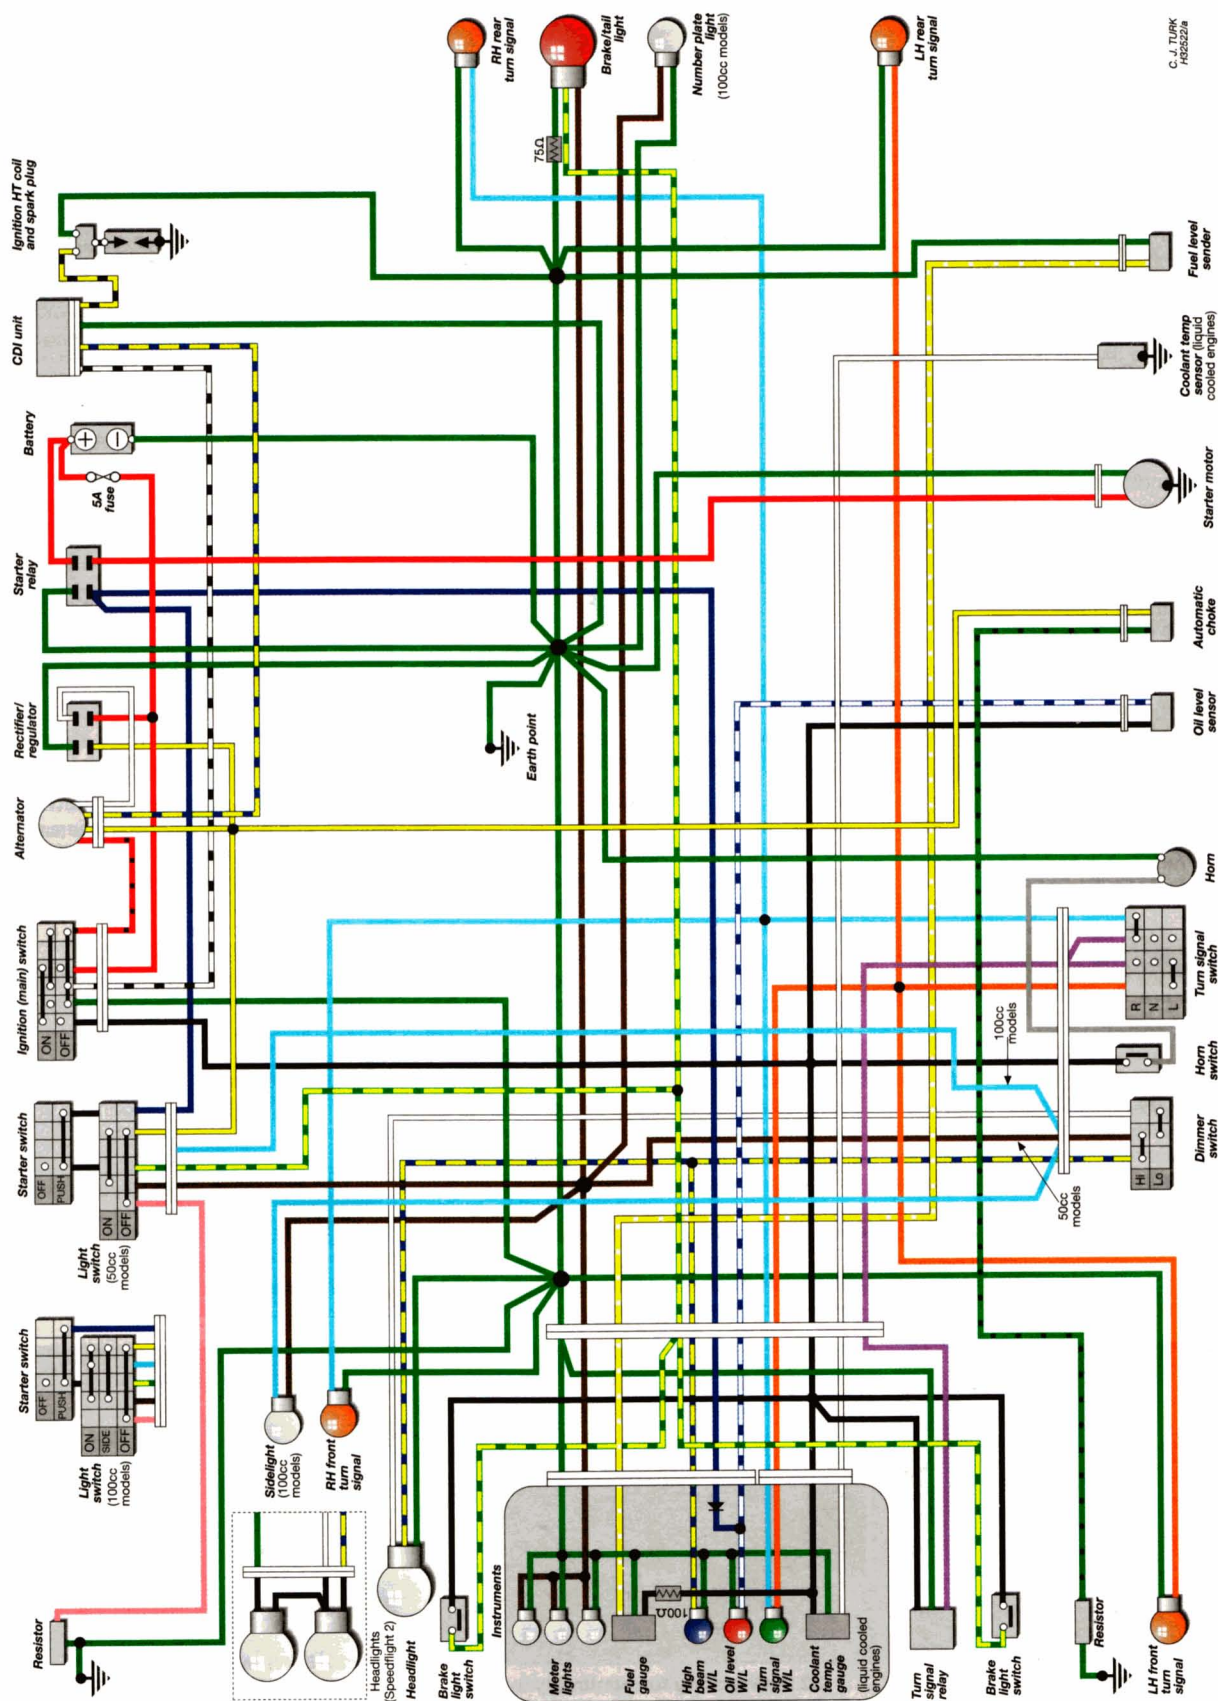 RH rear
turn signal
Brake/tail
light
Number plate
light
(100cc models)
LH rear
turn signal
C. J. TURK
H32522/a
75Ω
Ignition HT coil
and spark plug
CDI unit
Battery
5A
fuse
Starter
relay
Rectifier/
regulator
Alternator
Ignition (main) switch
ON
OFF
Starter switch
OFF
PUSH
ON
OFF
Light
switch
(50cc
models)
Starter switch
OFF
PUSH
ON
SIDE
OFF
Light
switch
(100cc
models)
Resistor
Earth point
Fuel level
sender
Coolant temp
sensor (liquid
cooled engines)
Starter motor
Automatic
choke
Oil level
sensor
Horn
R
N
L
Turn signal
switch
100cc
models
Horn
switch
Hi
Lo
Dimmer
switch
50cc
models
Sidelight
(100cc
models)
RH front
turn
signal
Headlights
(Speedfight 2)
Headlight
Brake
light
switch
Instruments
Meter
lights
Fuel
gauge
100Ω
High
beam
W/L
Oil level
W/L
Turn
signal
W/L
Coolant
temp.
gauge
(liquid cooled
engines)
Turn
signal
relay
Brake
light
switch
Resistor
LH front
turn
signal